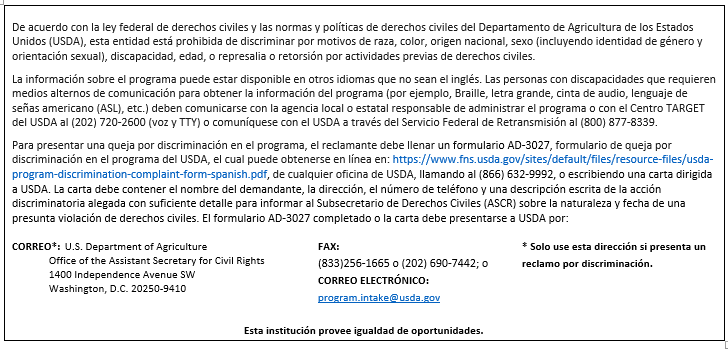 De acuerdo con la ley federal de derechos civiles y las normas y políticas de derechos civiles del Departamento de Agricultura de los Estados
Unidos (USDA), esta entidad está prohibida de discriminar por motivos de raza, color, origen nacional, sexo (incluyendo identidad de género y
orientación sexual), discapacidad, edad, o represalia o retorsión por actividades previas de derechos civiles.
La información sobre el programa puede estar disponible en otros idiomas que no sean el inglés. Las personas con discapacidades que requieren
medios alternos de comunicación para obtener la información del programa (por ejemplo, Braille, letra grande, cinta de audio, lenguaje de
señas americano (ASL), etc.) deben comunicarse con la agencia local o estatal responsable de administrar el programa o con el Centro TARGET
del USDA al (202) 720-2600 (voz y TTY) o comuníquese con el USDA a través del Servicio Federal de Retransmisión al (800) 877-8339.
Para presentar una queja por discriminación en el programa, el reclamante debe llenar un formulario AD-3027, formulario de queja por
discriminación en el programa del USDA, el cual puede obtenerse en línea en: https://www.fns.usda.gov/sites/default/files/resource-files/usda-
program-discrimination-complaint-form-spanish.pdf, de cualquier oficina de USDA, llamando al (866) 632-9992, o escribiendo una carta dirigida
a USDA. La carta debe contener el nombre del demandante, la dirección, el número de teléfono y una descripción escrita de la acción
discriminatoria alegada con suficiente detalle para informar al Subsecretario de Derechos Civiles (ASCR) sobre la naturaleza y fecha de una
presunta violación de derechos civiles. El formulario AD-3027 completado o la carta debe presentarse a USDA por:
CORREO*: U.S. Department of Agriculture
Office of the Assistant Secretary for Civil Rights
1400 Independence Avenue SW
Washington, D.C. 20250-9410
FAX:
(833)256-1665 o (202) 690-7442; o
CORREO ELECTRÓNICO:
program.intake@usda.gov
* Solo use esta dirección si presenta un
reclamo por discriminación.
Esta institución provee igualdad de oportunidades.